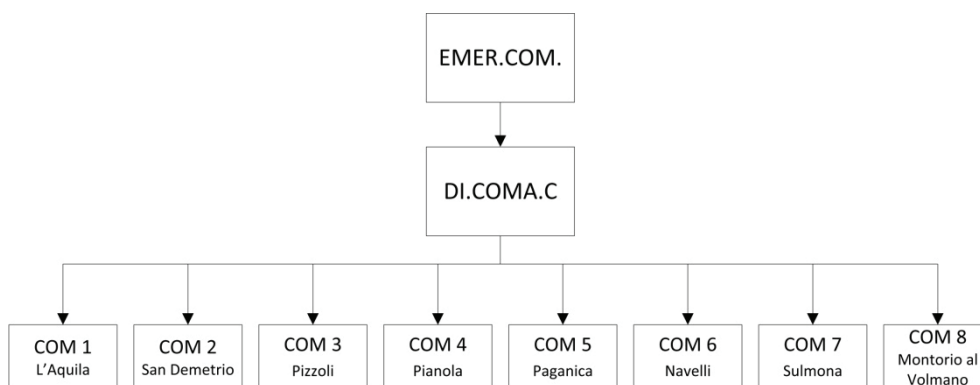 EMER.COM.
DI.COMA.C
COM 1
L’Aquila
COM 2
San Demetrio
COM 3
Pizzoli
COM 4
Pianola
COM 5
Paganica
COM 6
Navelli
COM 7
Sulmona
COM 8
Montorio al
Volmano